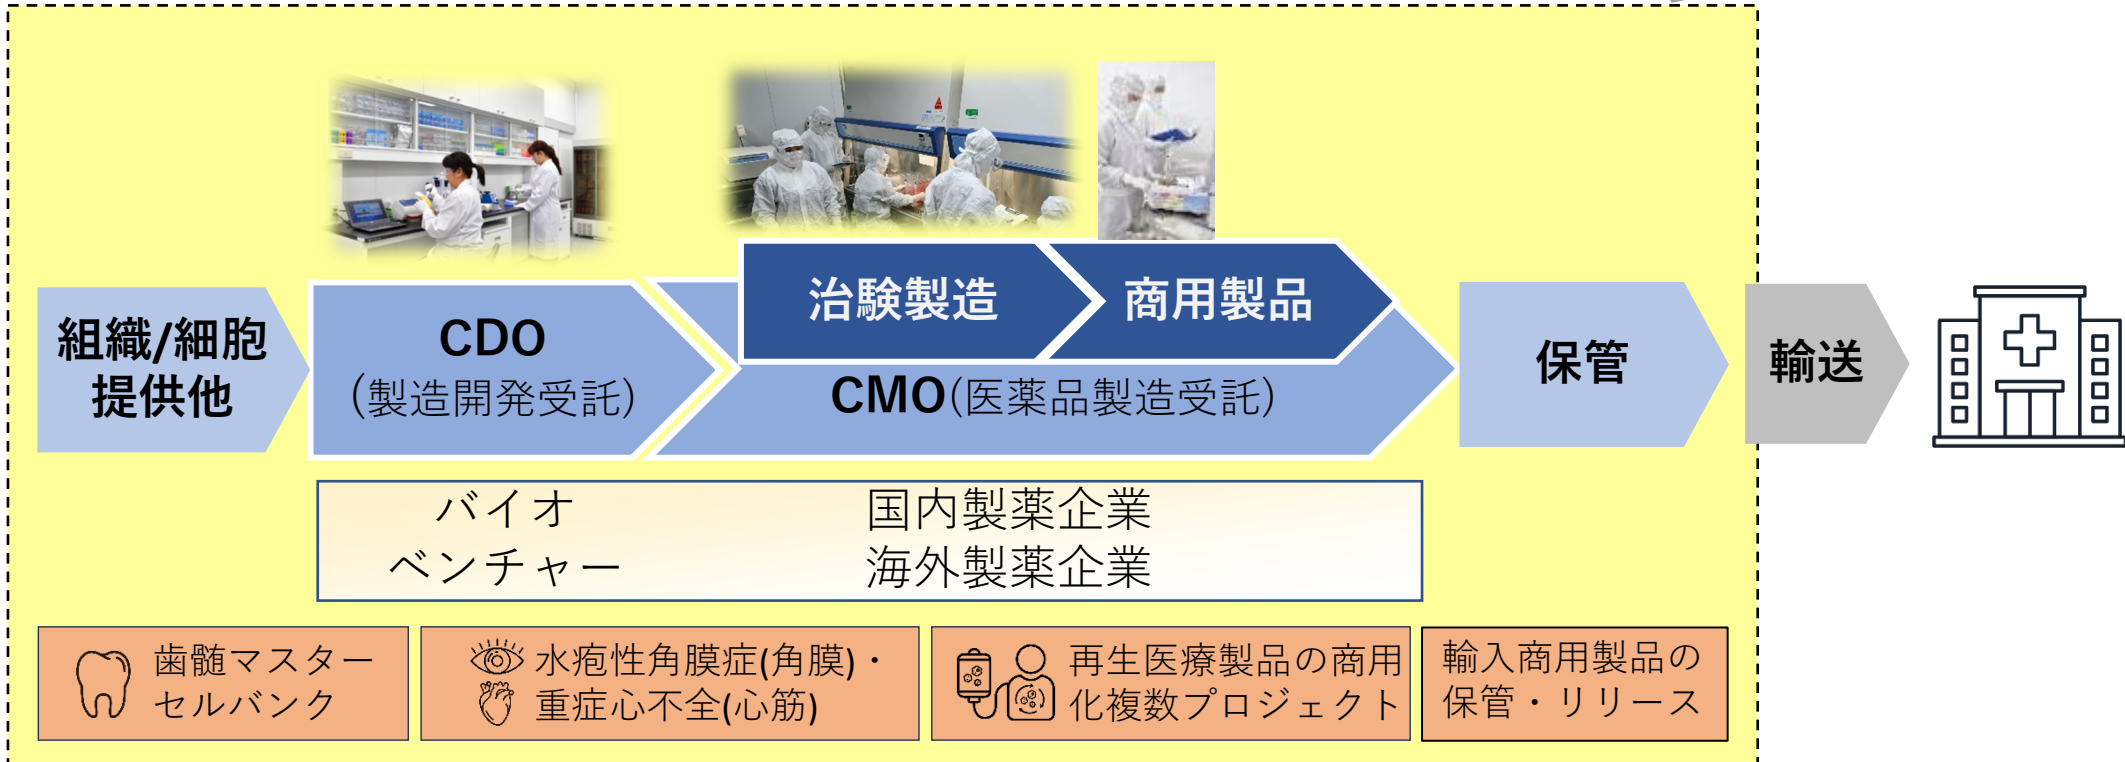 組織/細胞
提供他
CDO
(製造開発受託)
治験製造
商用製品
CMO(医薬品製造受託)
保管
輸送
バイオ
ベンチャー
国内製薬企業
海外製薬企業
歯髄マスター
セルバンク
水疱性角膜症(角膜)・
重症心不全(心筋)
再生医療製品の商用
化複数プロジェクト
輸入商用製品の
保管・リリース